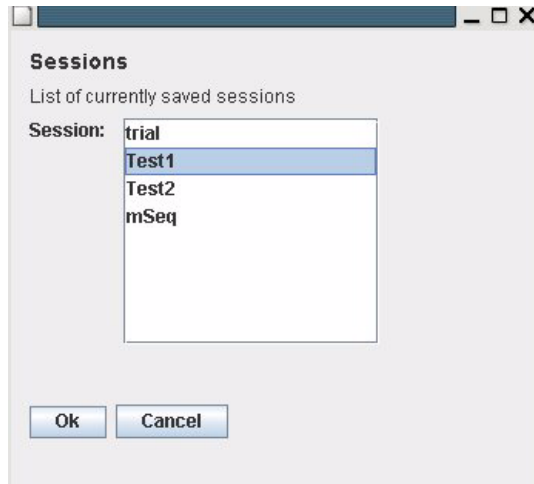 Sessions
List of currently saved sessions
Session:
trial
Test1
Test2
mSeq
Ok
Cancel